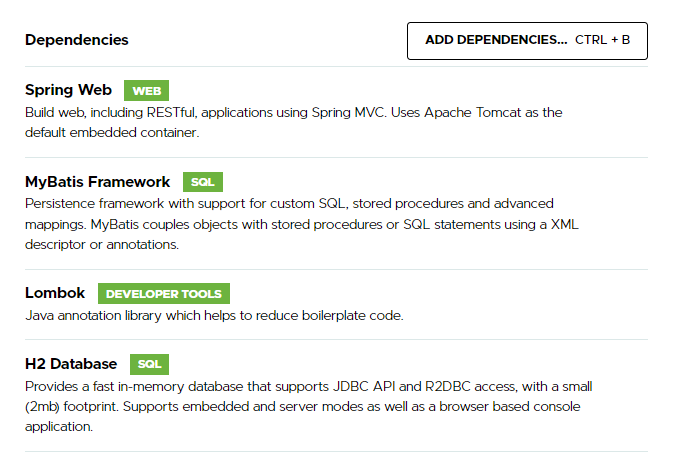 Dependencies
ADD DEPENDENCIES... CTRL + B
Spring Web WEB
Build web, including RESTful, applications using Spring MVC. Uses Apache Tomcat as the
default embedded container.
MyBatis Framework SQL
Persistence framework with support for custom SQL, stored procedures and advanced
mappings. MyBatis couples objects with stored procedures or SQL statements using a XML
descriptor or annotations.
Lombok DEVELOPER TOOLS
Java annotation library which helps to reduce boilerplate code.
H2 Database SQL
Provides a fast in-memory database that supports JDBC API and R2DBC access, with a small
(2mb) footprint. Supports embedded and server modes as well as a browser based console
application.